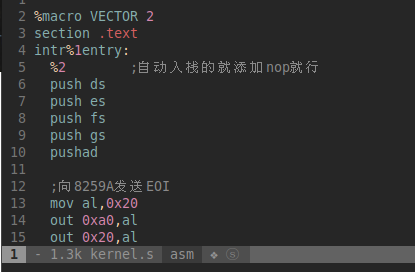 2 %macro VECTOR 2
3 section .text
4 intr%1entry:
5   %2        ;自动入栈的就添加nop就行
6   push ds
7   push es
8   push fs
9   push gs
10   pushad
11
12   ;向8259A发送EOI
13   mov al,0x20
14   out 0xa0,al
15   out 0x20,al
1 - 1.3k kernel.s asm ❖ ⓢ